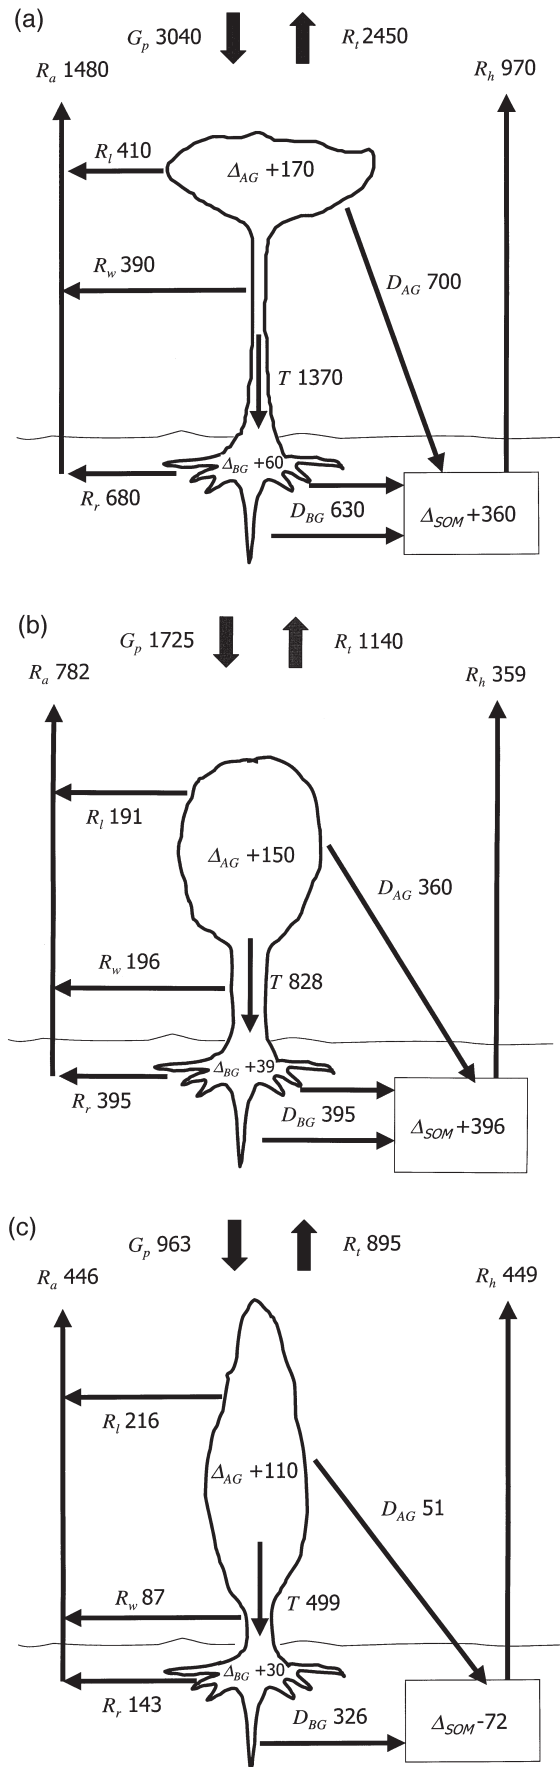 (a)
G_p 3040
R_t 2450
R_a 1480
R_h 970
R_l 410
Δ_AG +170
R_w 390
D_AG 700
T 1370
Δ_BG +60
R_r 680
D_BG 630
Δ_SOM +360
(b)
G_p 1725
R_t 1140
R_a 782
R_h 359
R_l 191
Δ_AG +150
D_AG 360
R_w 196
T 828
Δ_BG +39
R_r 395
D_BG 395
Δ_SOM +396
(c)
G_p 963
R_t 895
R_a 446
R_h 449
R_l 216
Δ_AG +110
D_AG 51
R_w 87
T 499
Δ_BG +30
R_r 143
D_BG 326
Δ_SOM -72